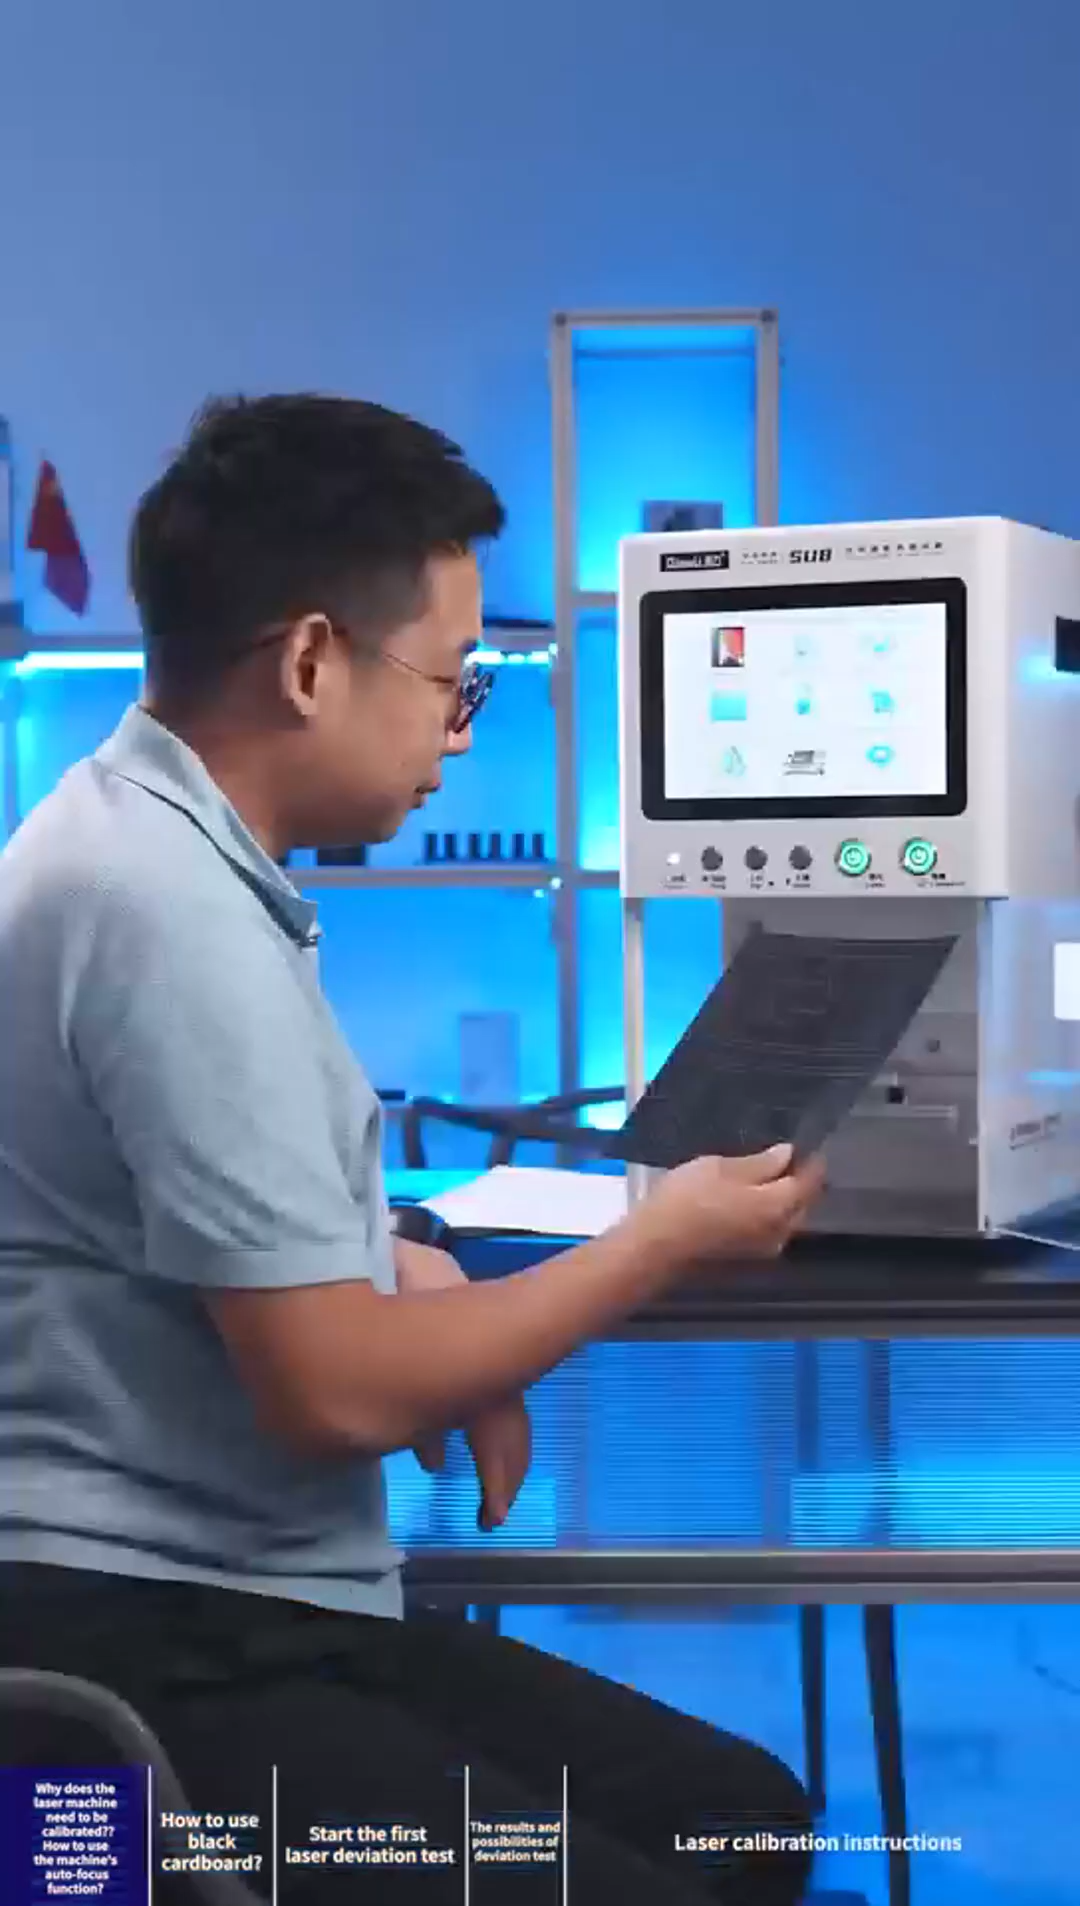 SU8
Why does the
laser machine
need to be
calibrated??
How to use
the machine's
auto-focus
function?
How to use
black
cardboard?
Start the first
laser deviation test
The results and
possibilities of
deviation test
Laser calibration instructions